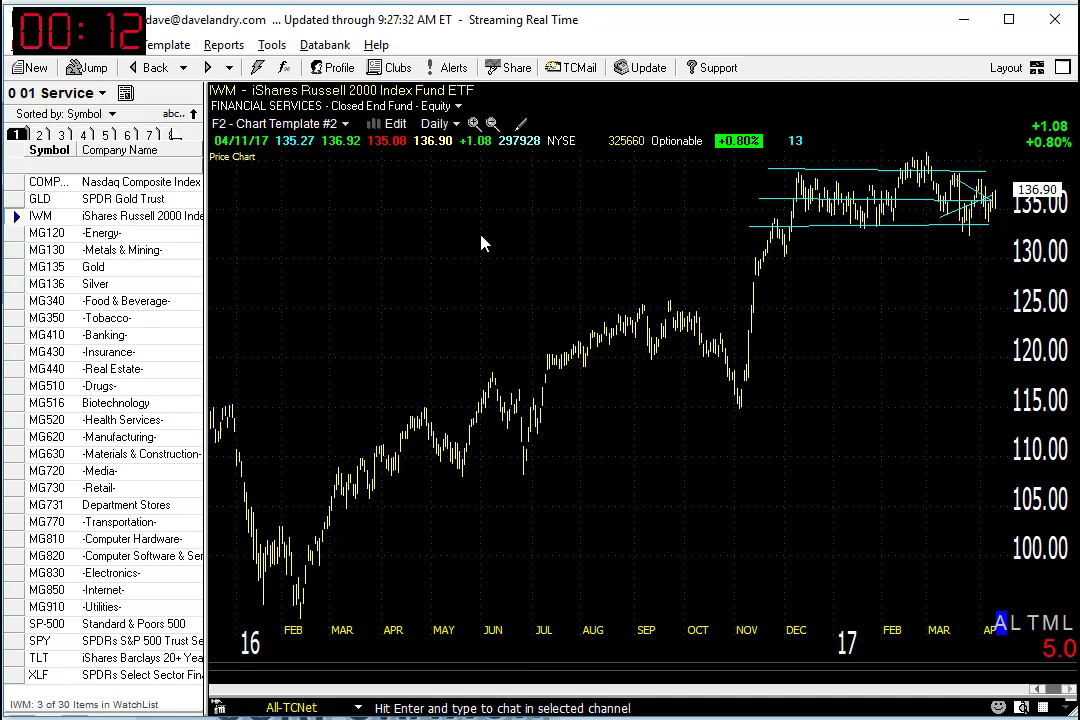 00:12
dave@davelandry.com ... Updated through 9:27:32 AM ET - Streaming Real Time
Template Reports Tools Databank Help
New Jump Back Profile Clubs Alerts Share TCMail Update Support Layout
0 01 Service
Sorted by: Symbol abc..
1 2 3 4 5 6 7
Symbol Company Name
COMP... Nasdaq Composite Index
GLD SPDR Gold Trust
IWM iShares Russell 2000 Inde
MG120 -Energy-
MG130 -Metals & Mining-
MG135 Gold
MG136 Silver
MG340 -Food & Beverage-
MG350 -Tobacco-
MG410 -Banking-
MG430 -Insurance-
MG440 -Real Estate-
MG510 -Drugs-
MG516 Biotechnology
MG520 -Health Services-
MG620 -Manufacturing-
MG630 -Materials & Construction-
MG720 -Media-
MG730 -Retail-
MG731 Department Stores
MG770 -Transportation-
MG810 -Computer Hardware-
MG820 -Computer Software & Ser
MG830 -Electronics-
MG850 -Internet-
MG910 -Utilities-
SP-500 Standard & Poors 500
SPY SPDRs S&P 500 Trust Se
TLT iShares Barclays 20+ Yea
XLF SPDRs Select Sector Fin
IWM: 3 of 30 Items in WatchList
IWM - iShares Russell 2000 Index Fund ETF
FINANCIAL SERVICES - Closed End Fund - Equity
F2 - Chart Template #2 Edit Daily
04/11/17 135.27 136.92 135.08 136.90 +1.08 297928 NYSE 325660 Optionable +0.80% 13
+1.08
+0.80%
Price Chart
136.90
135.00
130.00
125.00
120.00
115.00
110.00
105.00
100.00
16 FEB MAR APR MAY JUN JUL AUG SEP OCT NOV DEC 17 FEB MAR AP
A L T M L
5.0
All-TCNet Hit Enter and type to chat in selected channel